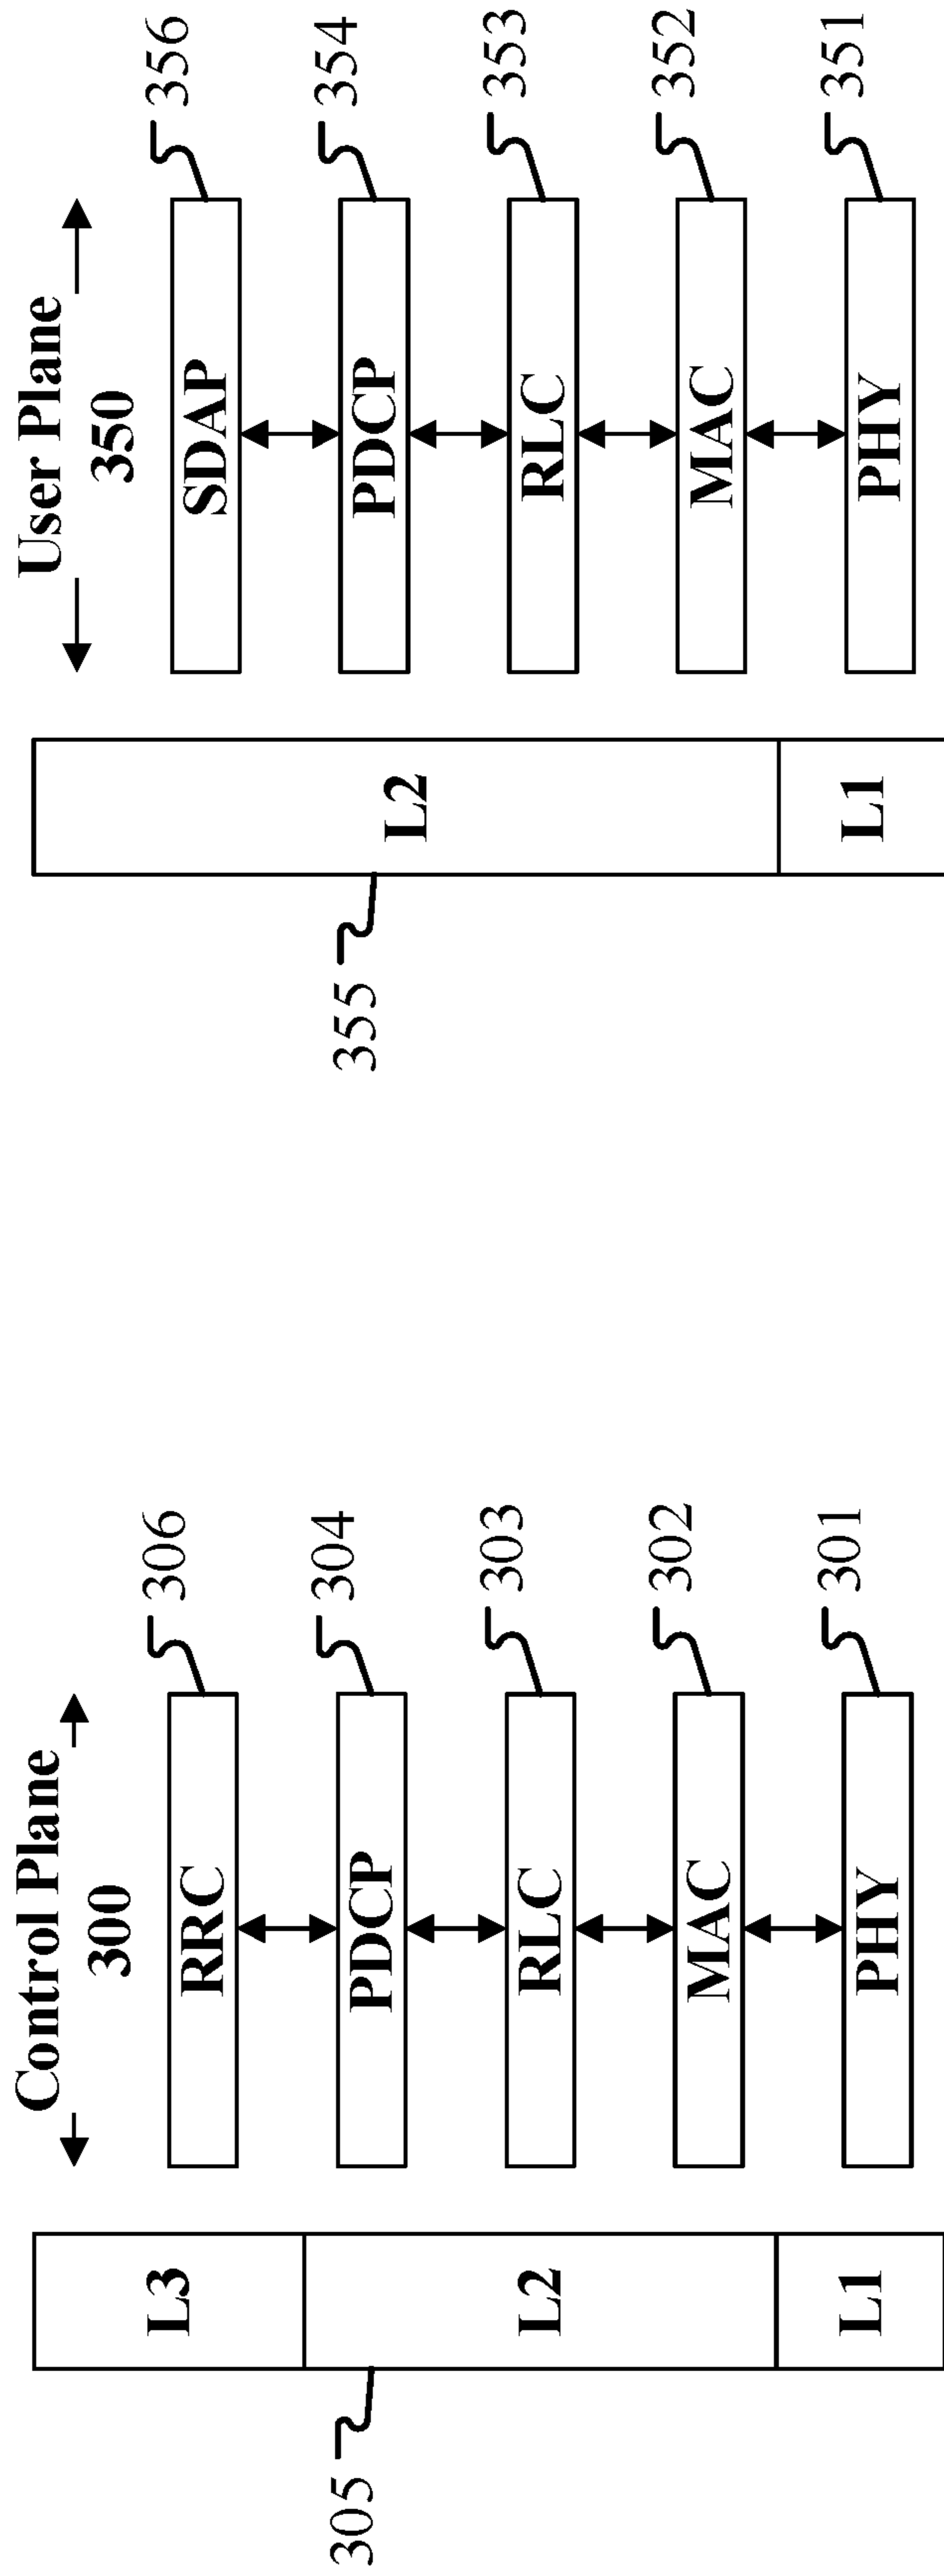 Control Plane
300
L3
L2
L1
305
RRC
306
PDCP
304
RLC
303
MAC
302
PHY
301
User Plane
350
L2
L1
355
SDAP
356
PDCP
354
RLC
353
MAC
352
PHY
351